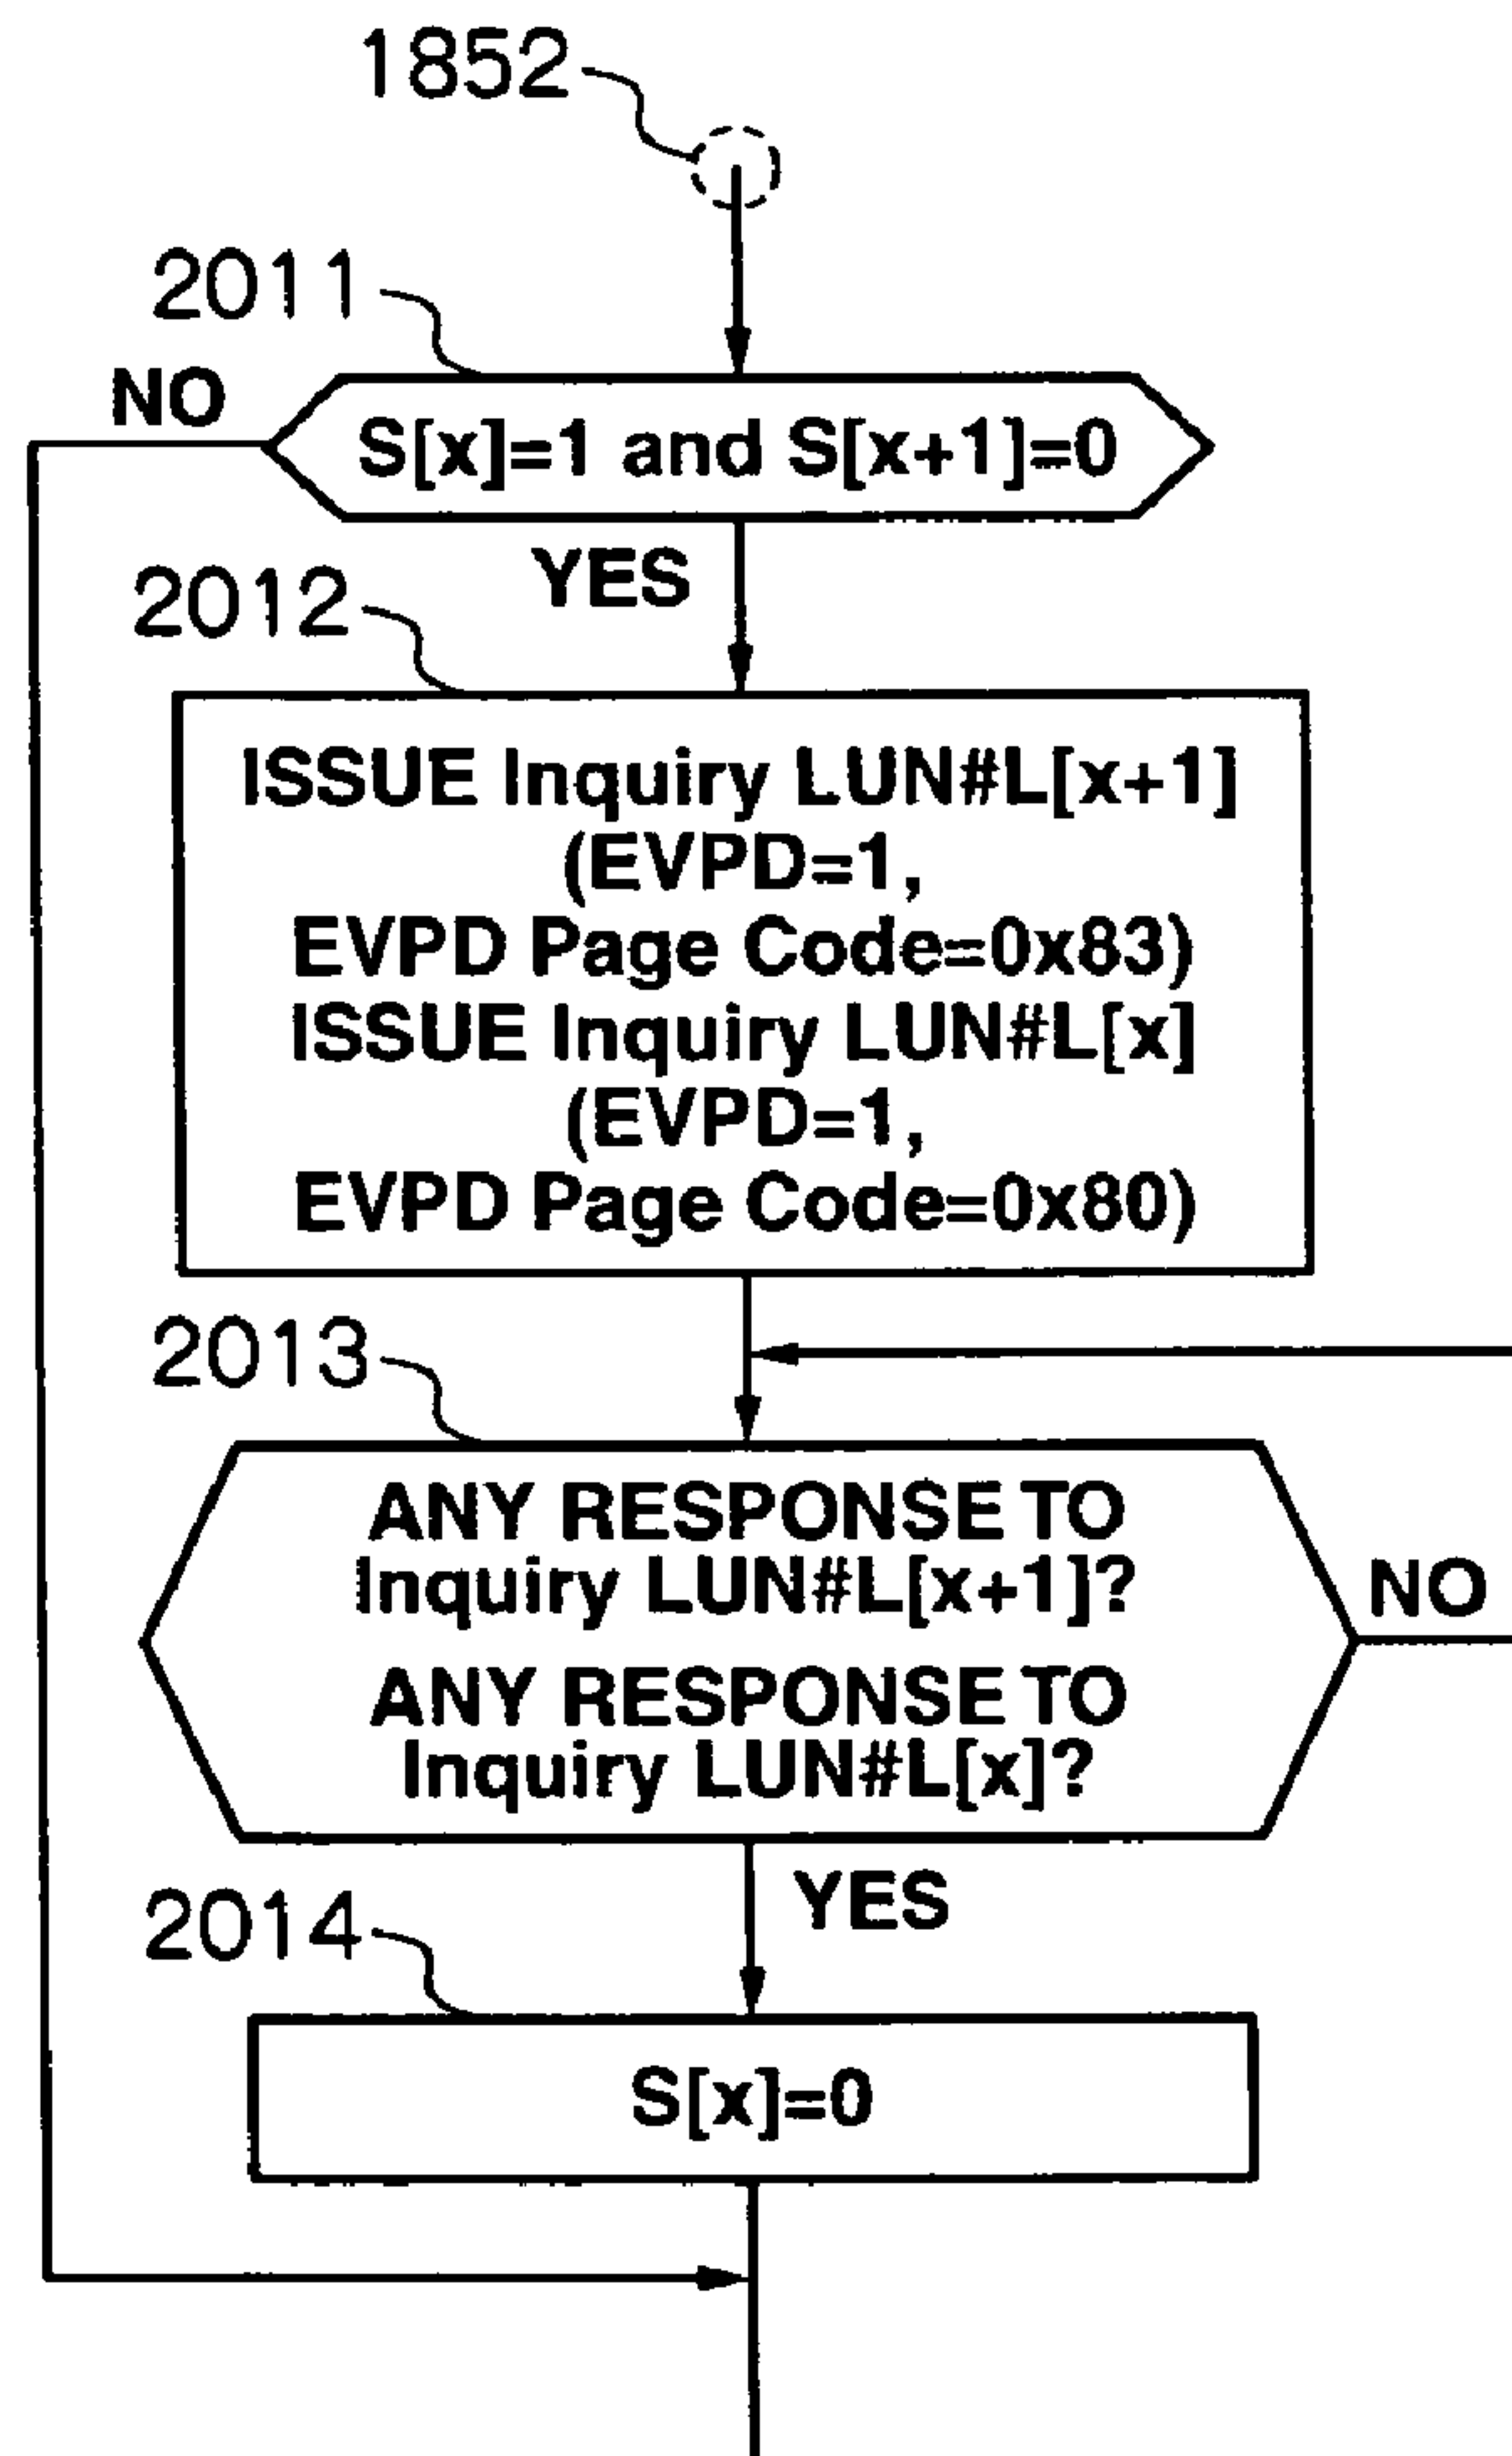 1852
2011
NO
S[x]=1 and S[x+1]=0
YES
2012
ISSUE Inquiry LUN#L[x+1]
(EVPD=1,
EVPD Page Code=0x83)
ISSUE Inquiry LUN#L[x]
(EVPD=1,
EVPD Page Code=0x80)
2013
ANY RESPONSE TO
Inquiry LUN#L[x+1]?
ANY RESPONSE TO
Inquiry LUN#L[x]?
NO
YES
2014
S[x]=0